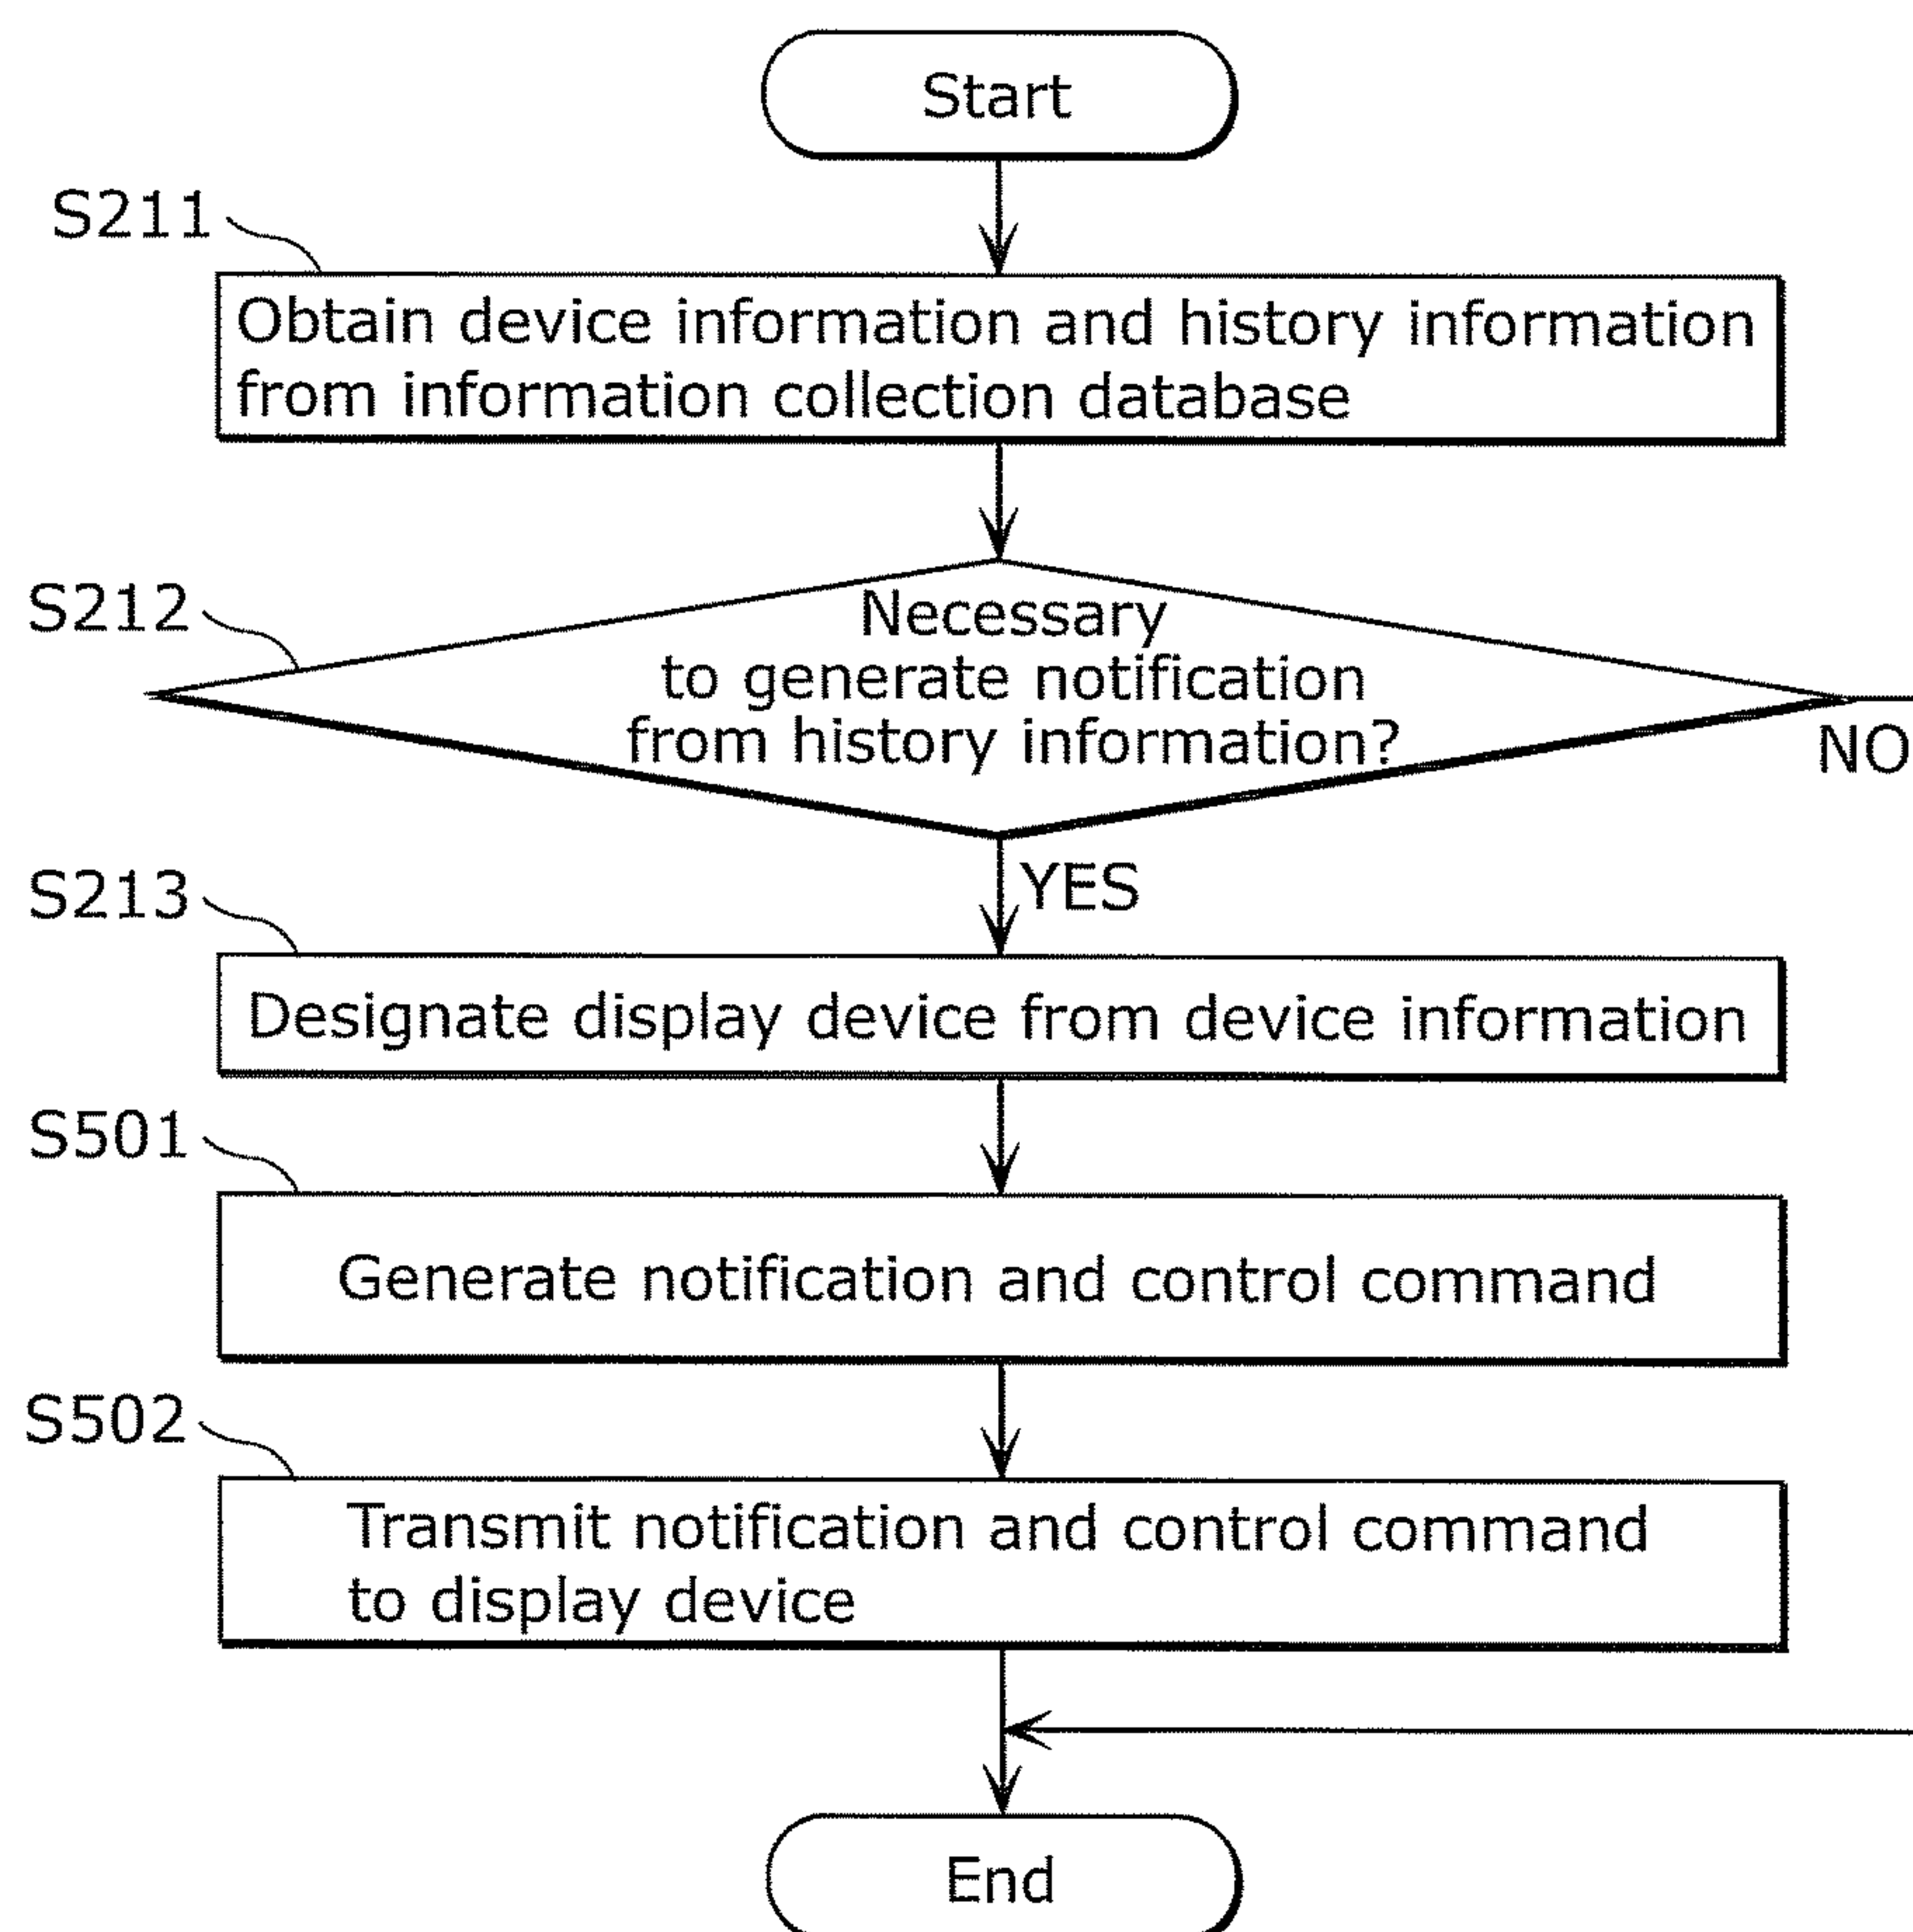 Start
S211
Obtain device information and history information
from information collection database
S212
Necessary
to generate notification
from history information?
NO
YES
S213
Designate display device from device information
S501
Generate notification and control command
S502
Transmit notification and control command
to display device
End